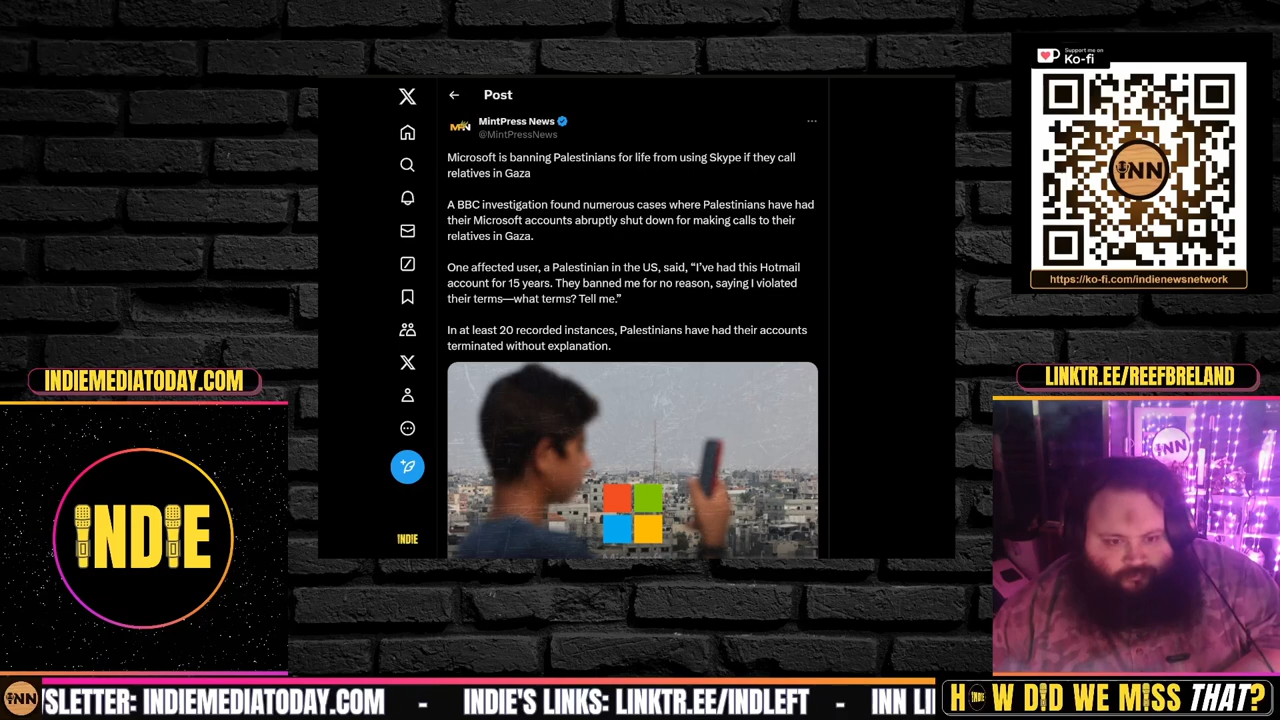 Post
MintPress News
@MintPressNews
Microsoft is banning Palestinians for life from using Skype if they call
relatives in Gaza
A BBC investigation found numerous cases where Palestinians have had
their Microsoft accounts abruptly shut down for making calls to their
relatives in Gaza.
One affected user, a Palestinian in the US, said, “I’ve had this Hotmail
account for 15 years. They banned me for no reason, saying I violated
their terms—what terms? Tell me.”
In at least 20 recorded instances, Palestinians have had their accounts
terminated without explanation.
INDIE
Support me on
Ko-fi
INN
https://ko-fi.com/indienewsnetwork
INDIEMEDIATODAY.COM
INDIE
LINKTR.EE/REEFBRELAND
INN
INN
SLETTER: INDIEMEDIATODAY.COM - INDIE'S LINKS: LINKTR.EE/INDLEFT - INN LI
HOW DID WE MISS THAT?